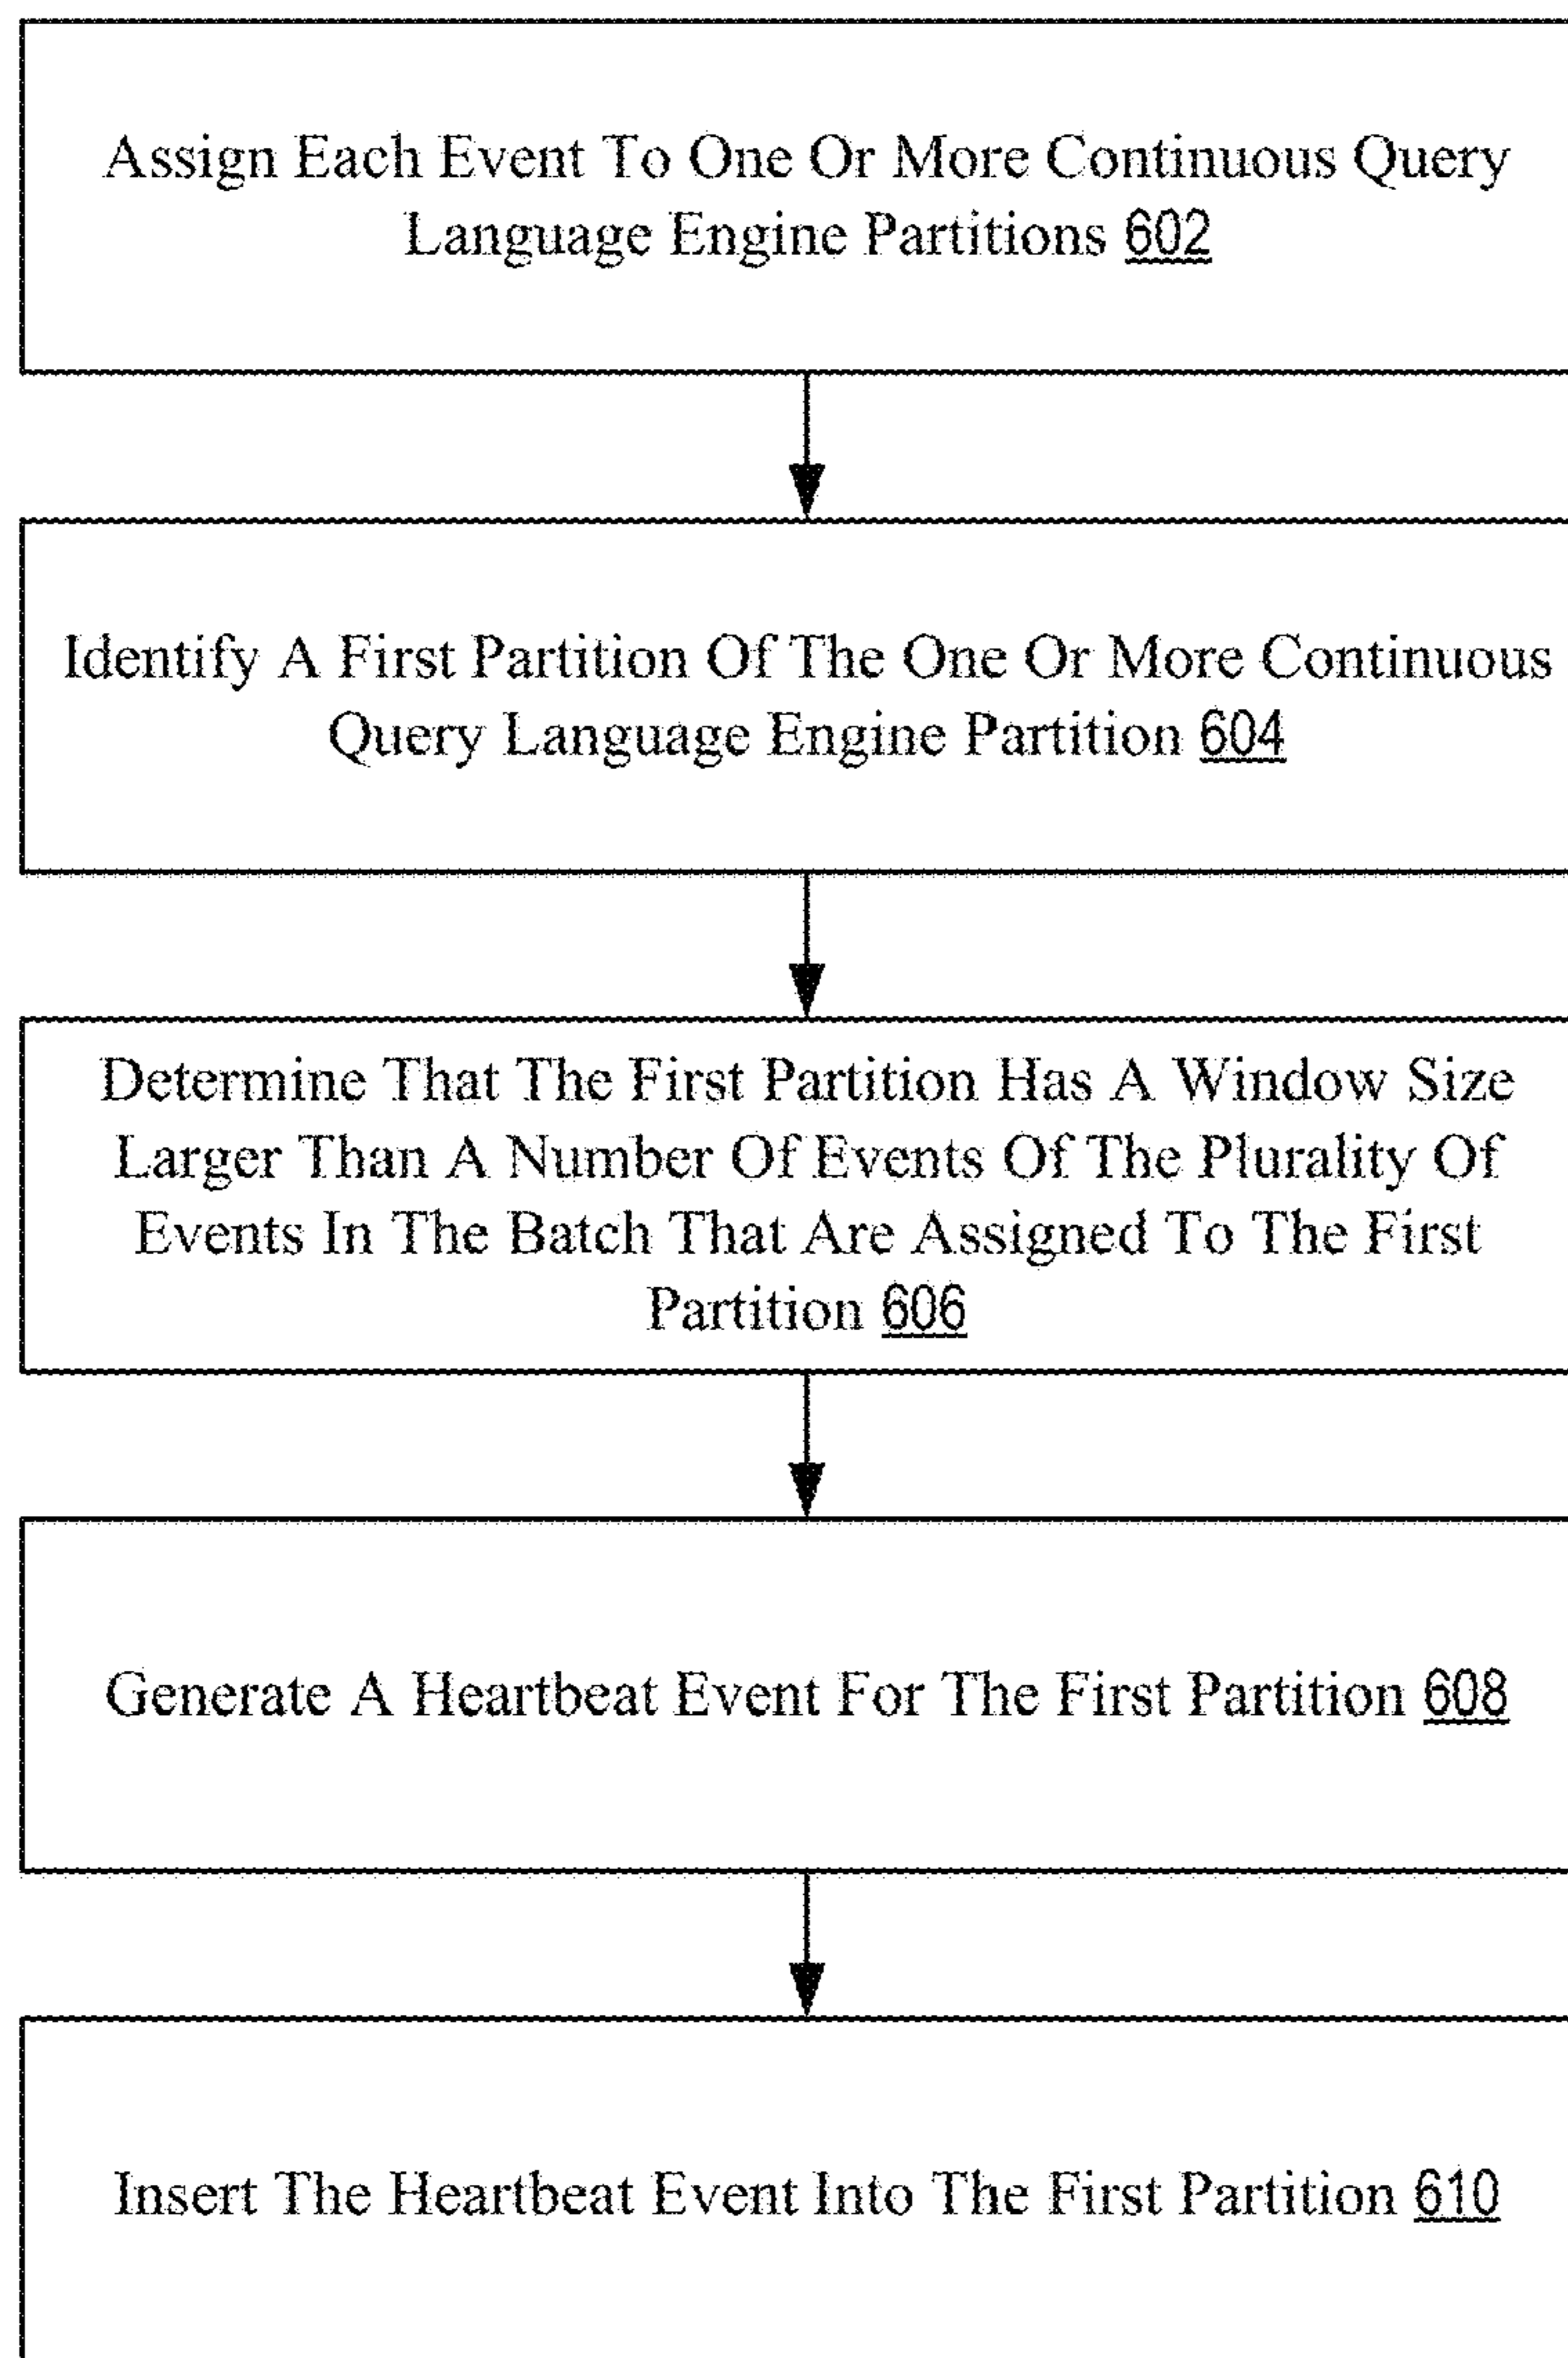 Assign Each Event To One Or More Continuous Query
Language Engine Partitions 602
Identify A First Partition Of The One Or More Continuous
Query Language Engine Partition 604
Determine That The First Partition Has A Window Size
Larger Than A Number Of Events Of The Plurality Of
Events In The Batch That Are Assigned To The First
Partition 606
Generate A Heartbeat Event For The First Partition 608
Insert The Heartbeat Event Into The First Partition 610